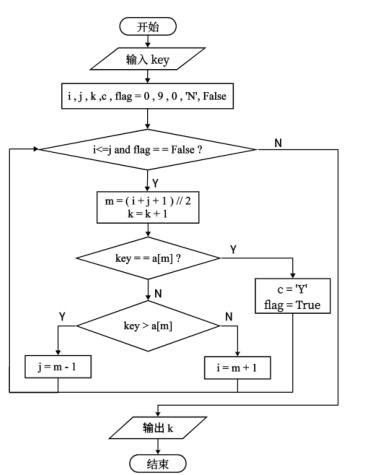 开始
输入 key
i , j , k ,c , flag = 0 , 9 , 0 , 'N', False
i<=j and flag = = False ?
N
Y
m = ( i + j + 1 ) // 2
k = k + 1
key = = a[m] ?
Y
c = 'Y'
flag = True
N
key > a[m]
Y
N
j = m - 1
i = m + 1
输出 k
结束